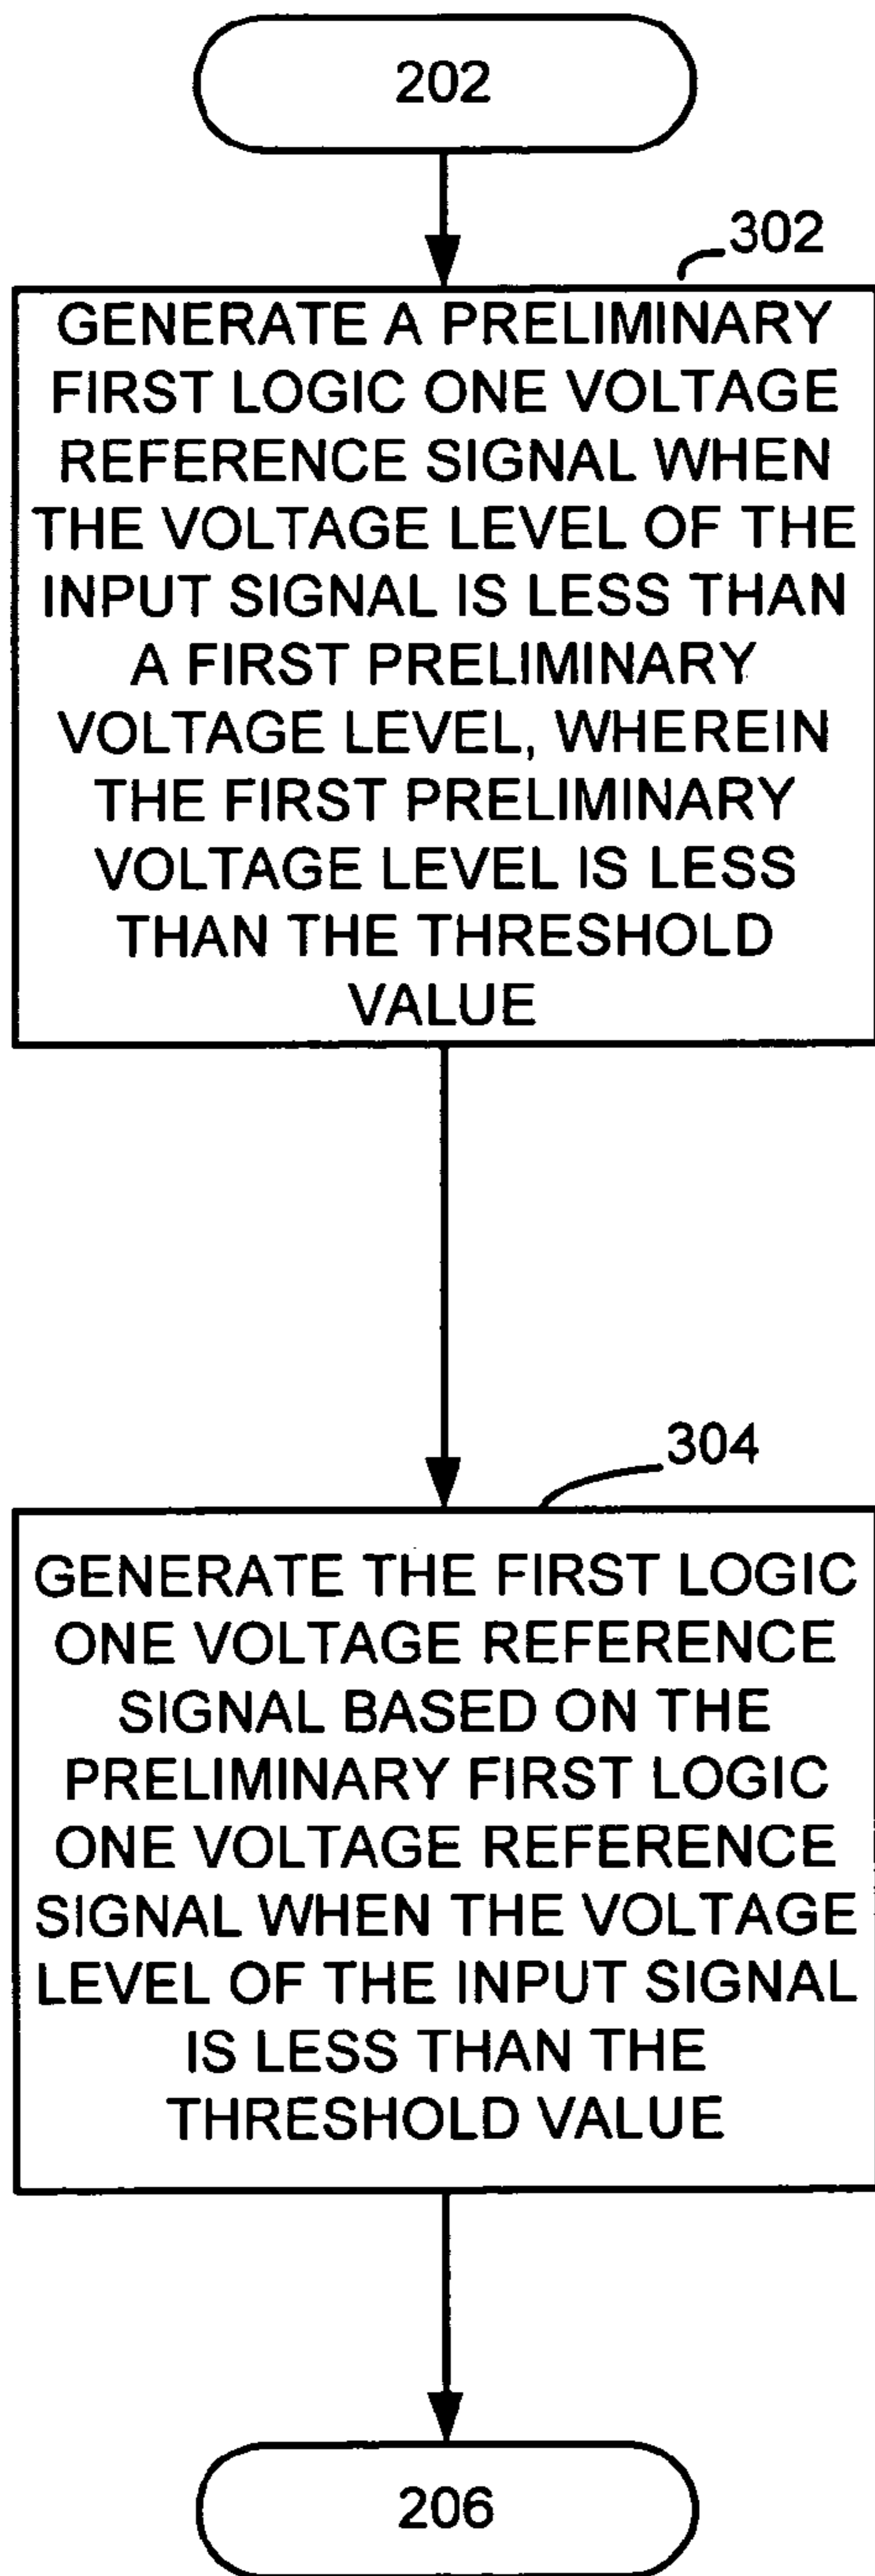 202
302
GENERATE A PRELIMINARY
FIRST LOGIC ONE VOLTAGE
REFERENCE SIGNAL WHEN
THE VOLTAGE LEVEL OF THE
INPUT SIGNAL IS LESS THAN
A FIRST PRELIMINARY
VOLTAGE LEVEL, WHEREIN
THE FIRST PRELIMINARY
VOLTAGE LEVEL IS LESS
THAN THE THRESHOLD
VALUE
304
GENERATE THE FIRST LOGIC
ONE VOLTAGE REFERENCE
SIGNAL BASED ON THE
PRELIMINARY FIRST LOGIC
ONE VOLTAGE REFERENCE
SIGNAL WHEN THE VOLTAGE
LEVEL OF THE INPUT SIGNAL
IS LESS THAN THE
THRESHOLD VALUE
206